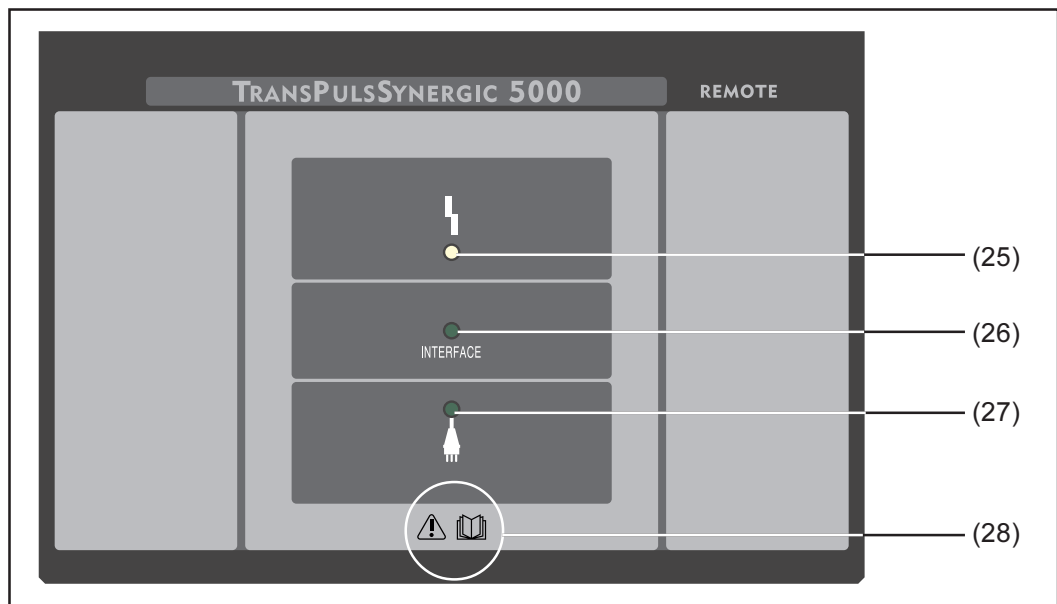 TRANSPULSSYNERGIC 5000
REMOTE
(25)
(26)
INTERFACE
(27)
(28)